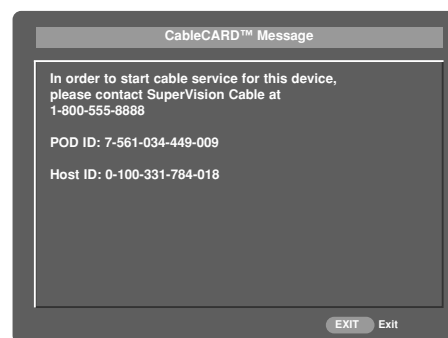 CableCARD™ Message
In order to start cable service for this device,
please contact SuperVision Cable at
1-800-555-8888
POD ID: 7-561-034-449-009
Host ID: 0-100-331-784-018
EXIT Exit